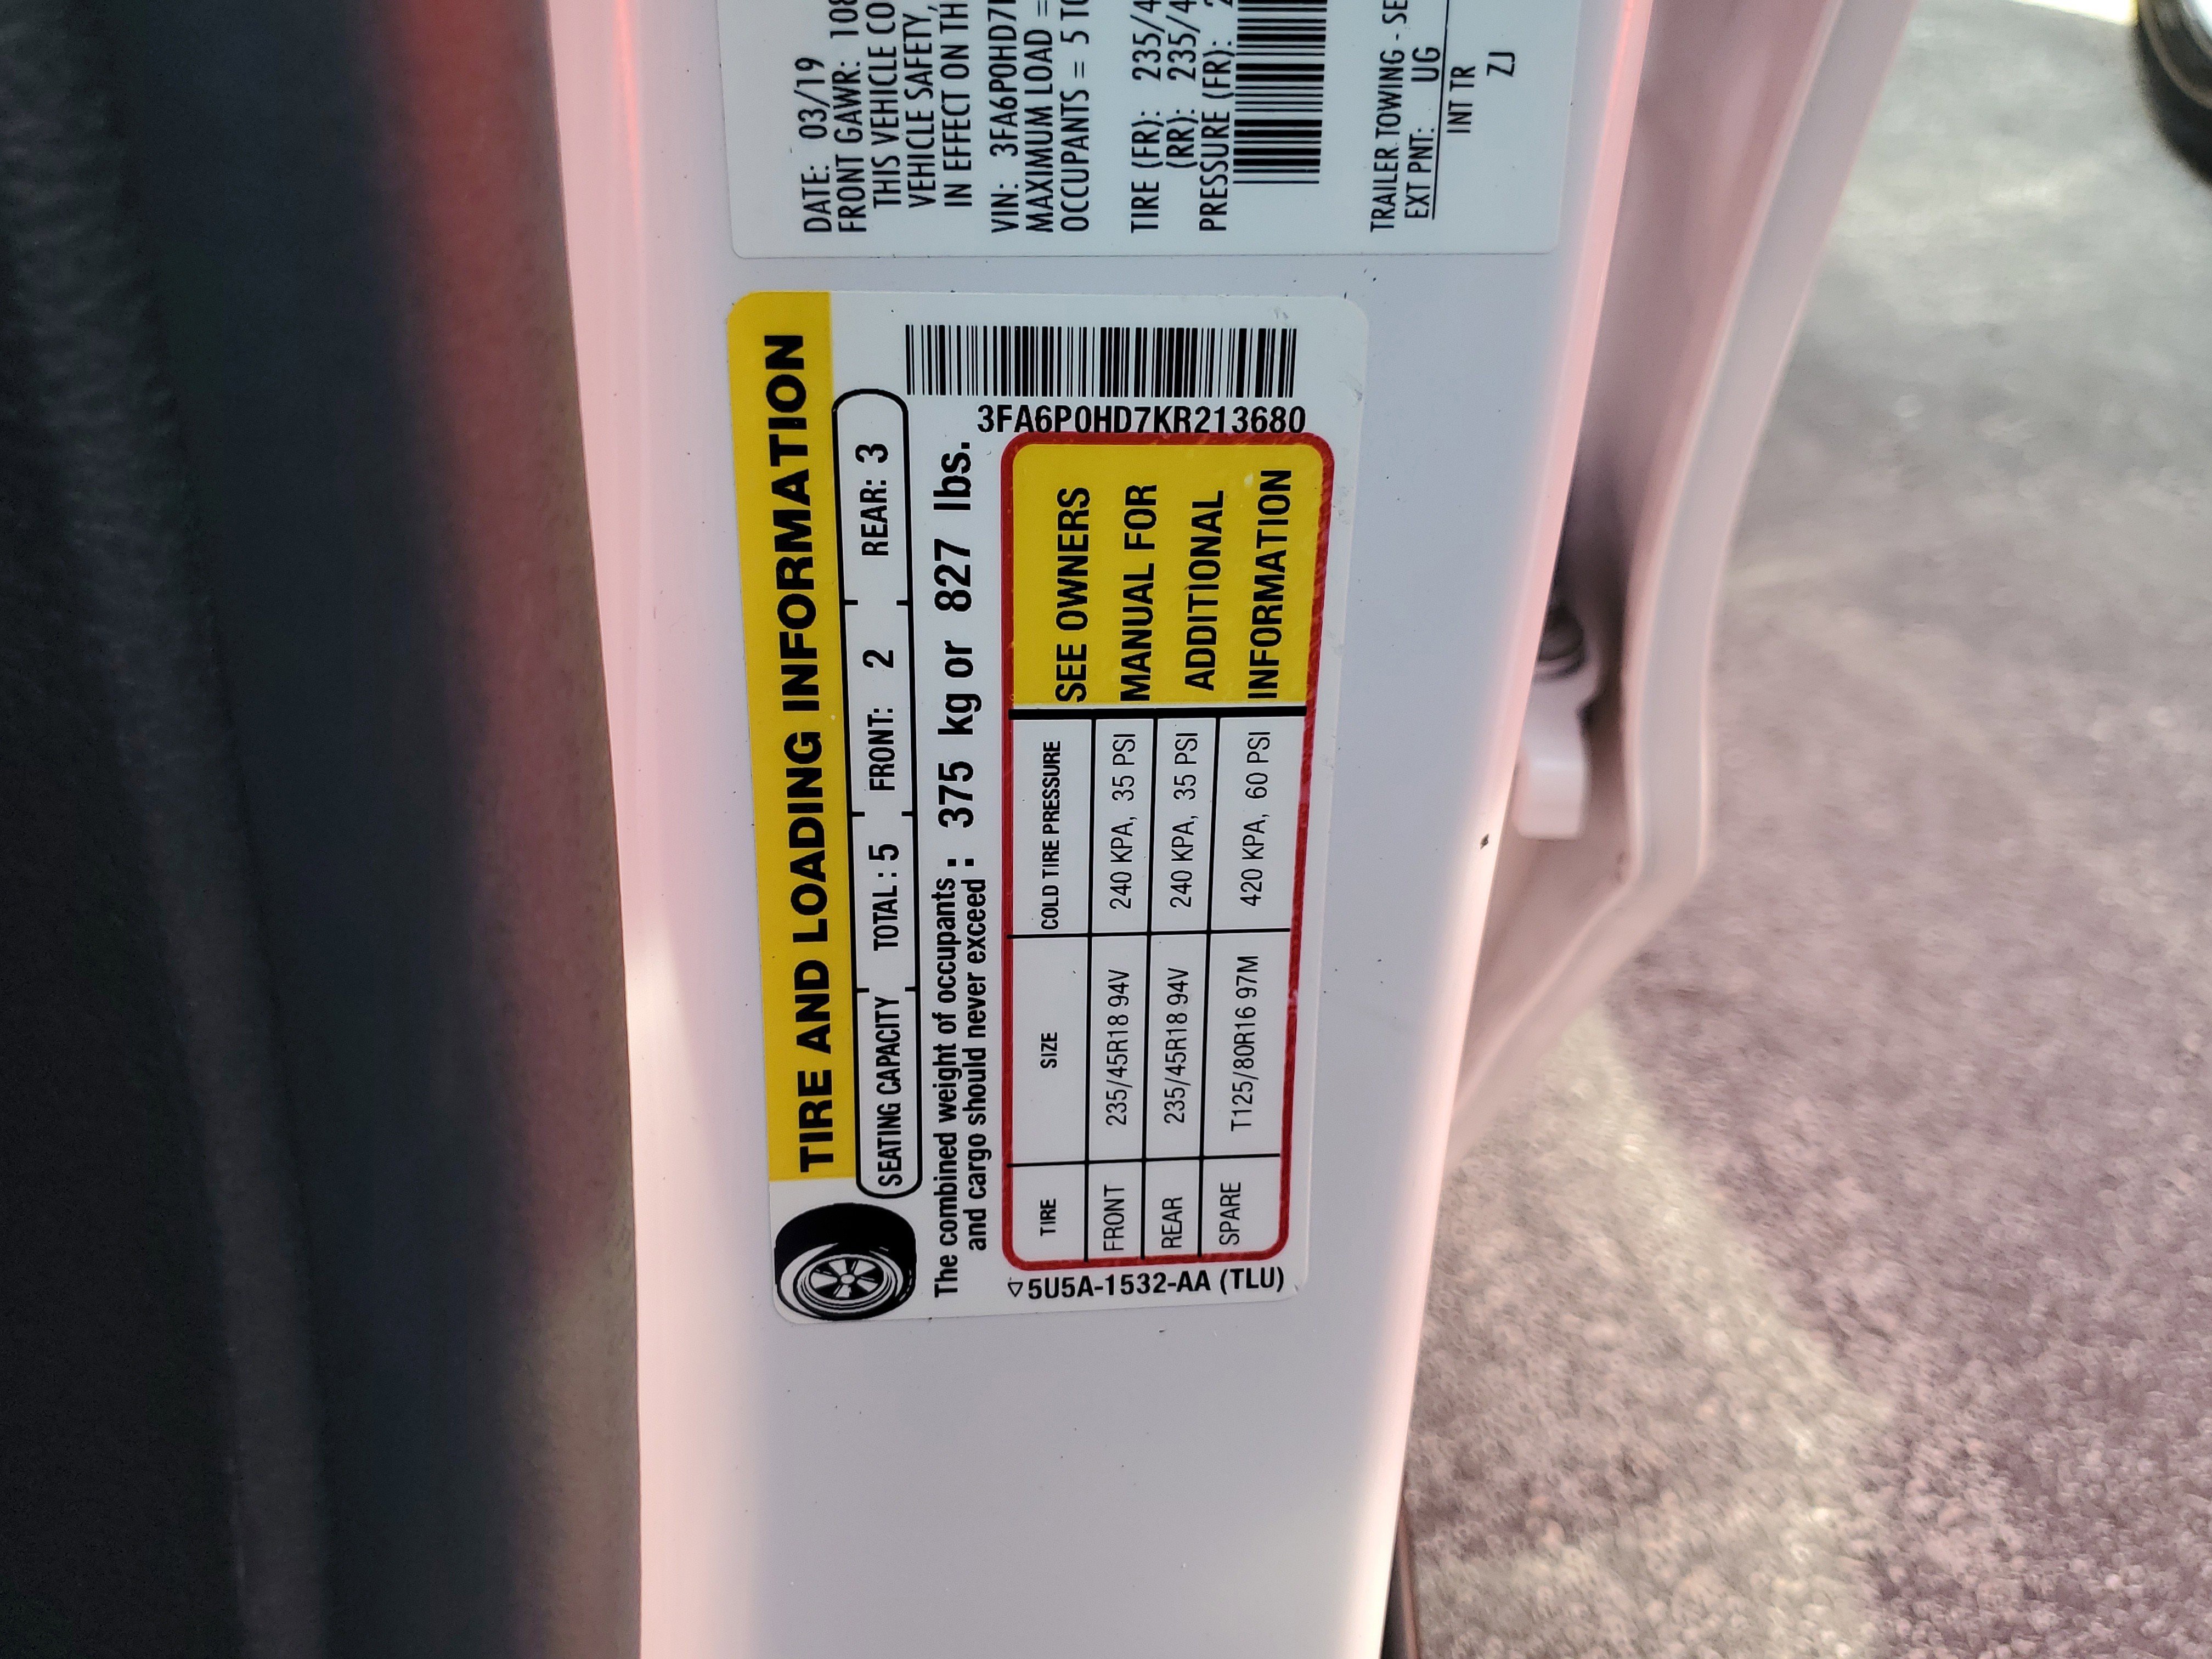 TIRE AND LOADING INFORMATION
SEATING CAPACITY TOTAL : 5 FRONT: 2 REAR: 3
The combined weight of occupants : 375 kg or 827 lbs.
and cargo should never exceed :
3FA6P0HD7KR213680
TIRE SIZE COLD TIRE PRESSURE
FRONT 235/45R18 94V 240 KPA, 35 PSI
REAR 235/45R18 94V 240 KPA, 35 PSI
SPARE T125/80R16 97M 420 KPA, 60 PSI
SEE OWNERS
MANUAL FOR
ADDITIONAL
INFORMATION
5U5A-1532-AA (TLU)
DATE: 03/19
FRONT GAWR: 108
THIS VEHICLE CO
VEHICLE SAFETY,
IN EFFECT ON TH
VIN: 3FA6P0HD7
MAXIMUM LOAD =
OCCUPANTS = 5 TO
TIRE (FR): 235/4
(RR): 235/4
PRESSURE (FR): 2
TRAILER TOWING - SE
EXT PNT: UG
INT TR
ZJ